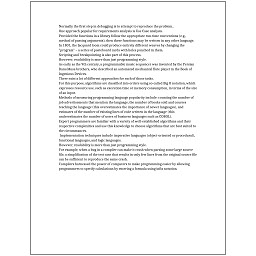 Normally the first step in debugging is to attempt to reproduce the problem.
One approach popular for requirements analysis is Use Case analysis.
Provided the functions in a library follow the appropriate run-time conventions (e.g.,
method of passing arguments), then these functions may be written in any other language.
In 1801, the Jacquard loom could produce entirely different weaves by changing the
"program" – a series of pasteboard cards with holes punched in them.
Scripting and breakpointing is also part of this process.
However, readability is more than just programming style.
As early as the 9th century, a programmable music sequencer was invented by the Persian
Banu Musa brothers, who described an automated mechanical flute player in the Book of
Ingenious Devices.
There exist a lot of different approaches for each of those tasks.
For this purpose, algorithms are classified into orders using so-called Big O notation, which
expresses resource use, such as execution time or memory consumption, in terms of the size
of an input.
Methods of measuring programming language popularity include: counting the number of
job advertisements that mention the language, the number of books sold and courses
teaching the language (this overestimates the importance of newer languages), and
estimates of the number of existing lines of code written in the language (this
underestimates the number of users of business languages such as COBOL).
Expert programmers are familiar with a variety of well-established algorithms and their
respective complexities and use this knowledge to choose algorithms that are best suited to
the circumstances.
Implementation techniques include imperative languages (object-oriented or procedural),
functional languages, and logic languages.
However, readability is more than just programming style.
For example, when a bug in a compiler can make it crash when parsing some large source
file, a simplification of the test case that results in only few lines from the original source file
can be sufficient to reproduce the same crash.
Compilers harnessed the power of computers to make programming easier by allowing
programmers to specify calculations by entering a formula using infix notation.